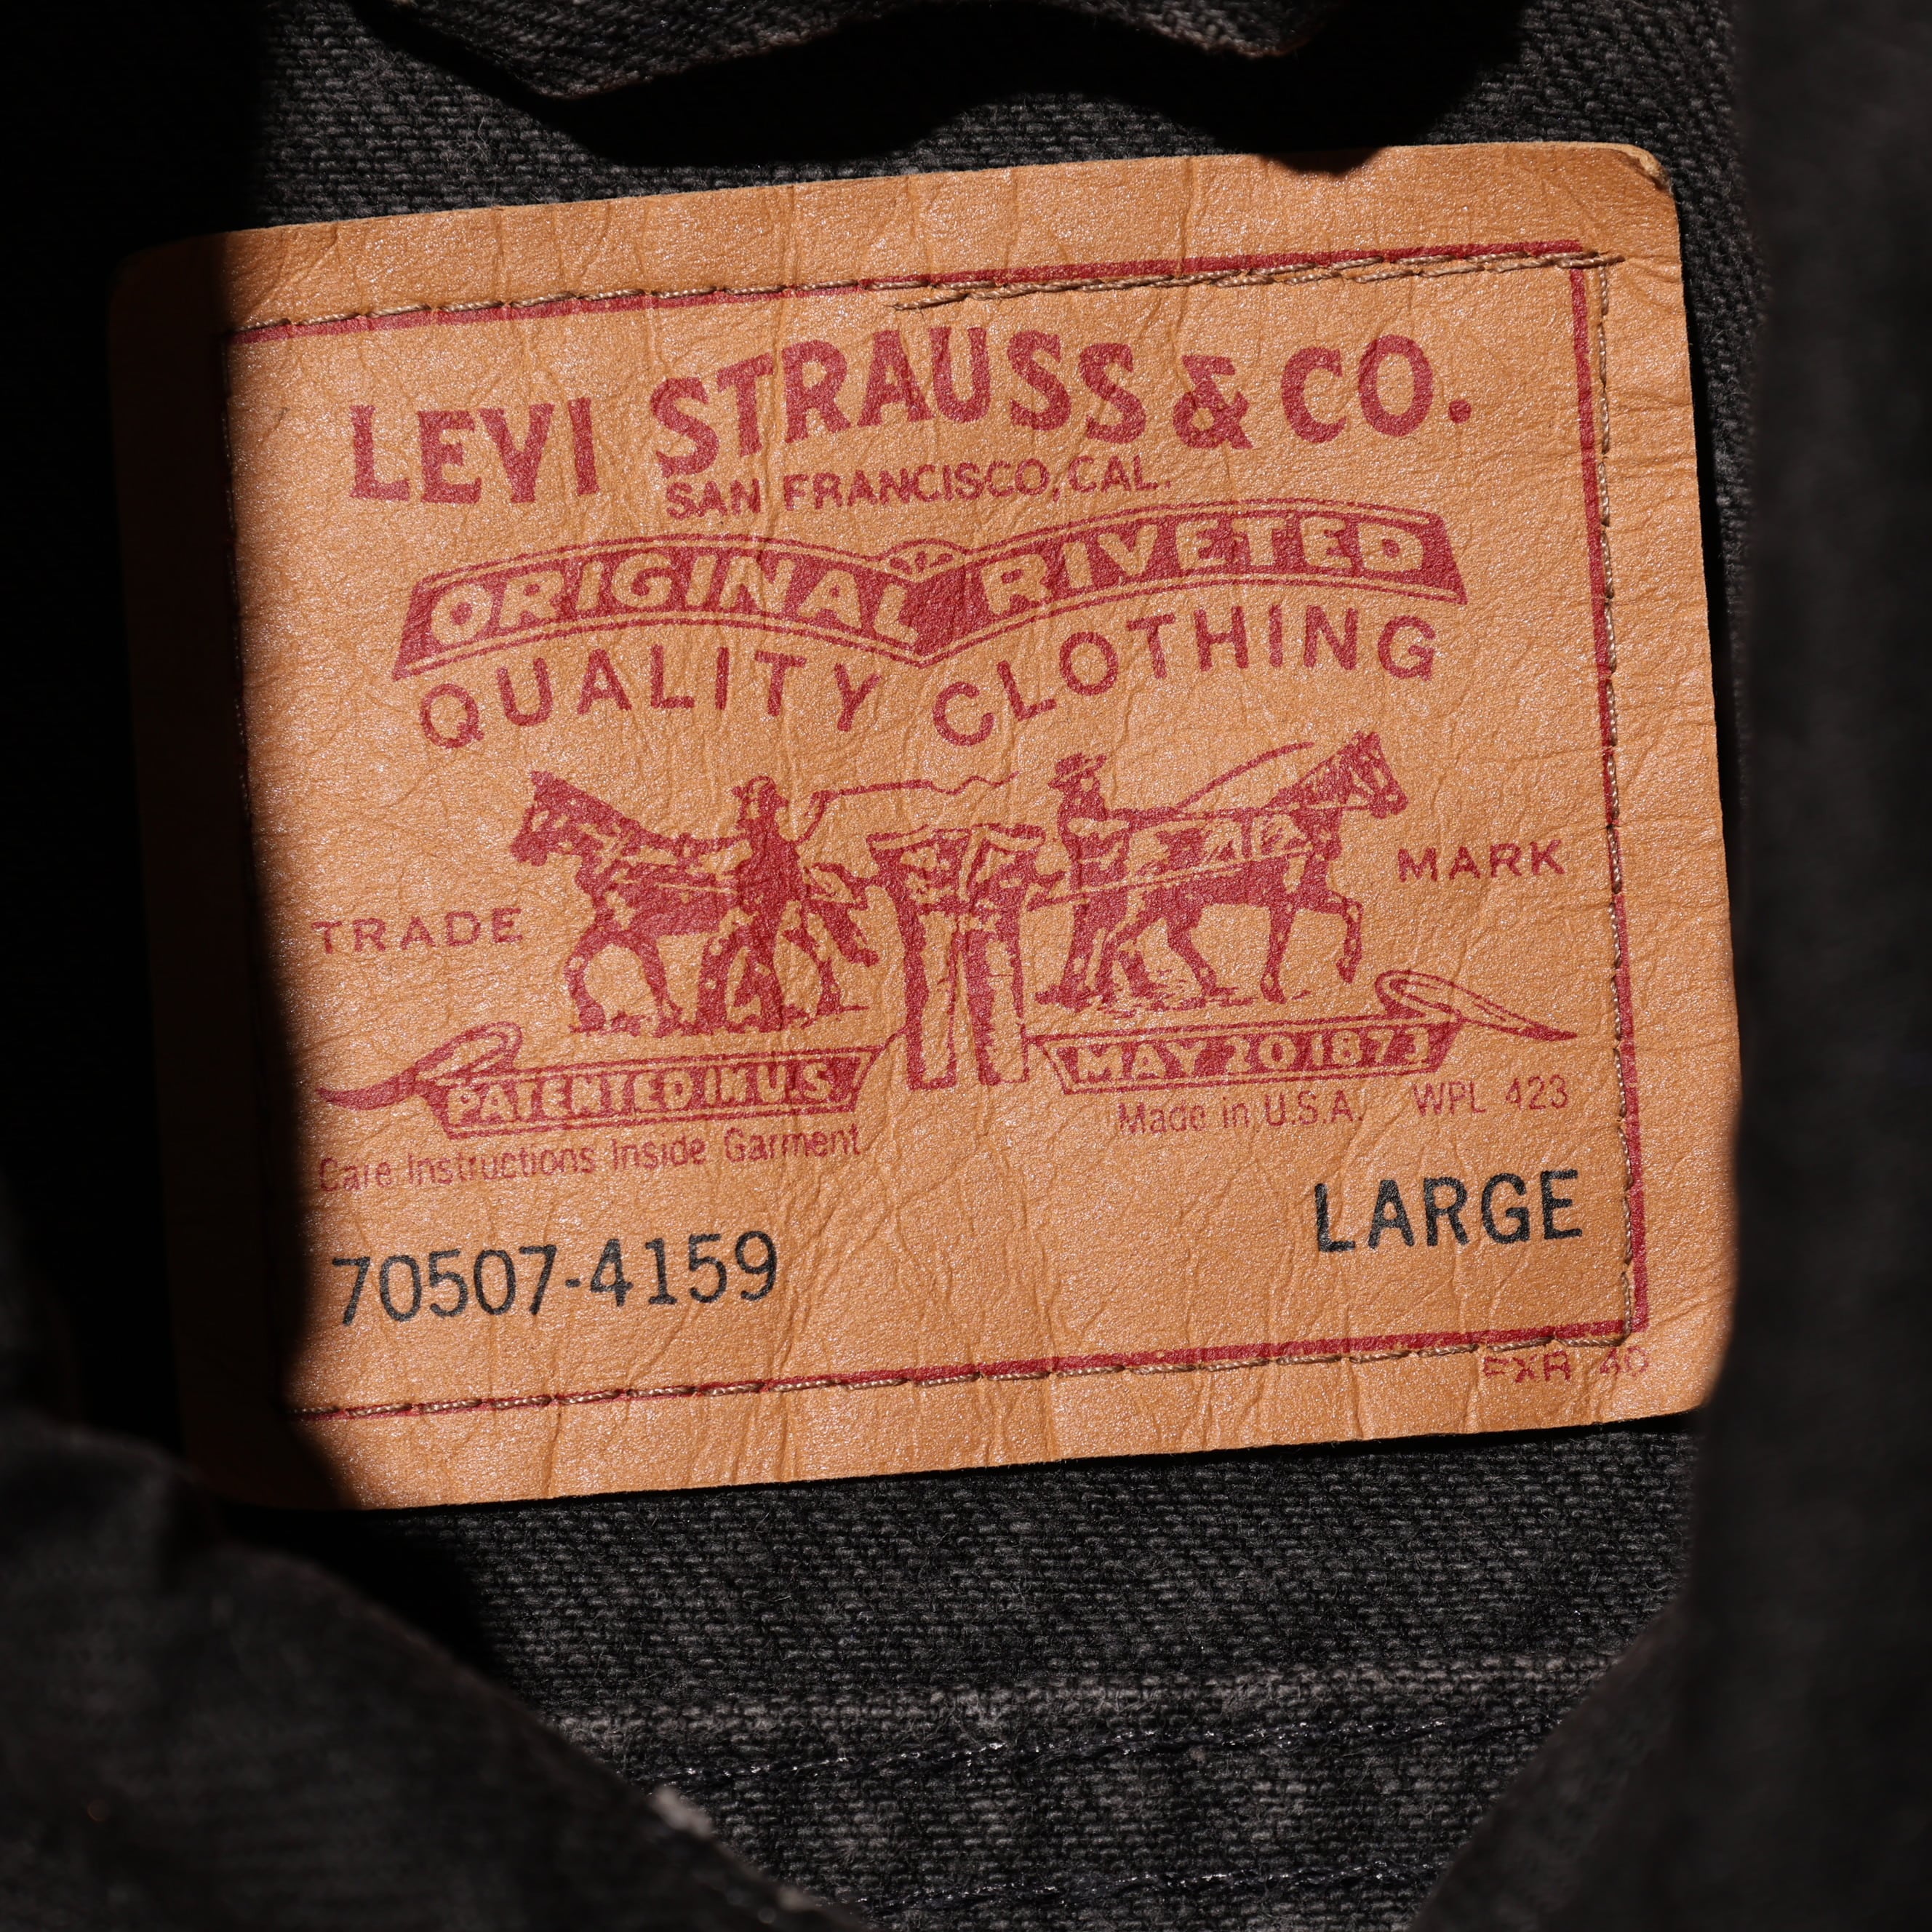 LEVI STRAUSS & CO.
SAN FRANCISCO, CAL.
ORIGINAL RIVETED
QUALITY CLOTHING
TRADE MARK
PATENTED IN U.S. MAY 20 1873
Care Instructions Inside Garment Made in U.S.A. WPL 423
70507-4159 LARGE